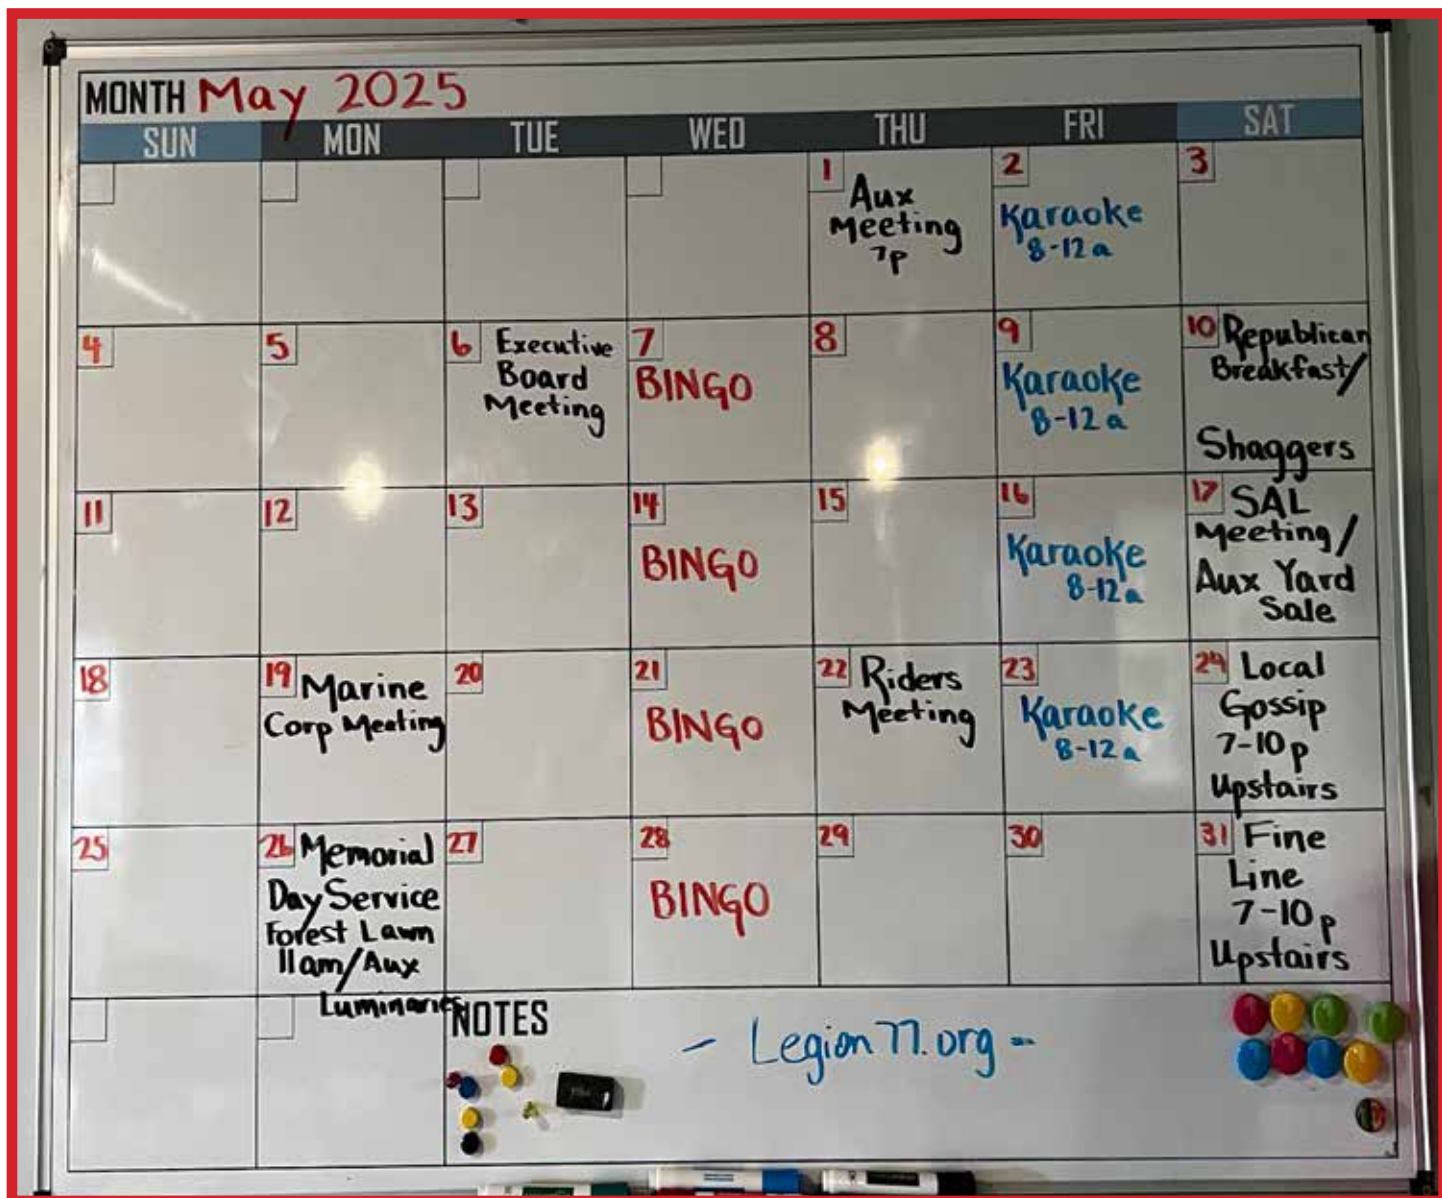 MONTH May 2025
SUN MON TUE WED THU FRI SAT
1
Aux
Meeting
7p
2
Karaoke
8-12a
3
4
5
6 Executive
Board
Meeting
7
BINGO
8
9
Karaoke
8-12a
10 Republican
Breakfast/
Shaggers
11
12
13
14
BINGO
15
16
Karaoke
8-12a
17 SAL
Meeting/
Aux Yard
Sale
18
19 Marine
Corp Meeting
20
21
BINGO
22 Riders
Meeting
23
Karaoke
8-12a
24 Local
Gossip
7-10p
Upstairs
25
26 Memorial
Day Service
Forest Lawn
11am/Aux
Luminaries
27
28
BINGO
29
30
31 Fine
Line
7-10p
Upstairs
NOTES
- Legion77.org -